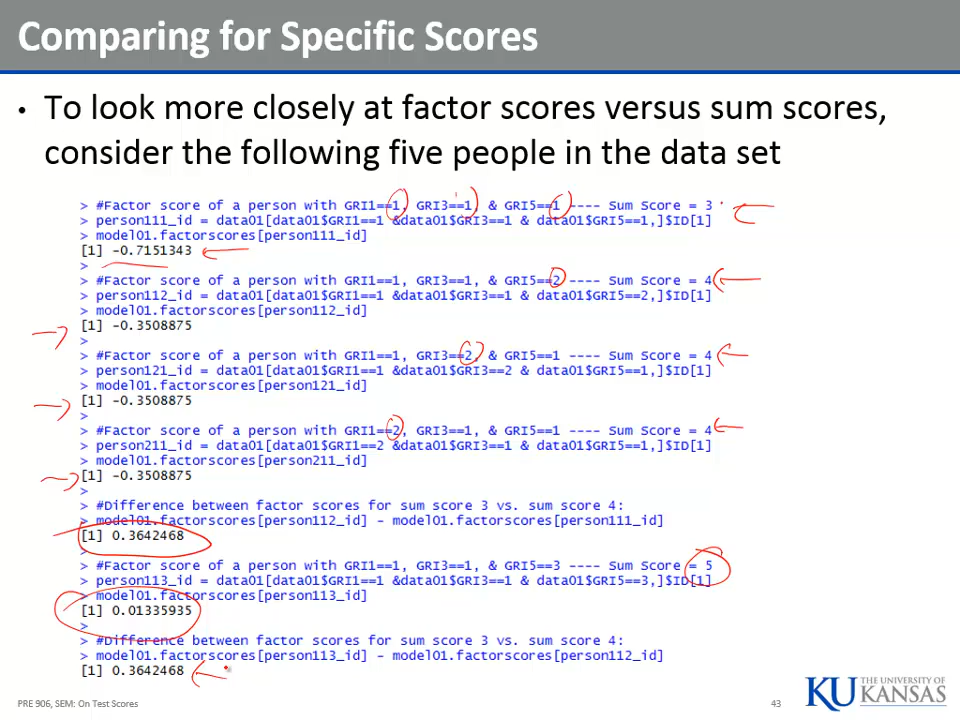 Comparing for Specific Scores
• To look more closely at factor scores versus sum scores,
consider the following five people in the data set
> #Factor score of a person with GRI1==1, GRI3==1, & GRI5==1 ---- Sum Score = 3
> person111_id = data01[data01$GRI1==1 &data01$GRI3==1 & data01$GRI5==1,]$ID[1]
> model01.factorscores[person111_id]
[1] -0.7151343
>
> #Factor score of a person with GRI1==1, GRI3==1, & GRI5==2 ---- Sum Score = 4
> person112_id = data01[data01$GRI1==1 &data01$GRI3==1 & data01$GRI5==2,]$ID[1]
> model01.factorscores[person112_id]
[1] -0.3508875
>
> #Factor score of a person with GRI1==1, GRI3==2, & GRI5==1 ---- Sum Score = 4
> person121_id = data01[data01$GRI1==1 &data01$GRI3==2 & data01$GRI5==1,]$ID[1]
> model01.factorscores[person121_id]
[1] -0.3508875
>
> #Factor score of a person with GRI1==2, GRI3==1, & GRI5==1 ---- Sum Score = 4
> person211_id = data01[data01$GRI1==2 &data01$GRI3==1 & data01$GRI5==1,]$ID[1]
> model01.factorscores[person211_id]
[1] -0.3508875
>
> #Difference between factor scores for sum score 3 vs. sum score 4:
> model01.factorscores[person112_id] - model01.factorscores[person111_id]
[1] 0.3642468
>
> #Factor score of a person with GRI1==1, GRI3==1, & GRI5==3 ---- Sum Score = 5
> person113_id = data01[data01$GRI1==1 &data01$GRI3==1 & data01$GRI5==3,]$ID[1]
> model01.factorscores[person113_id]
[1] 0.01335935
>
> #Difference between factor scores for sum score 3 vs. sum score 4:
> model01.factorscores[person113_id] - model01.factorscores[person112_id]
[1] 0.3642468
PRE 906, SEM: On Test Scores
43
KU THE UNIVERSITY OF
KANSAS